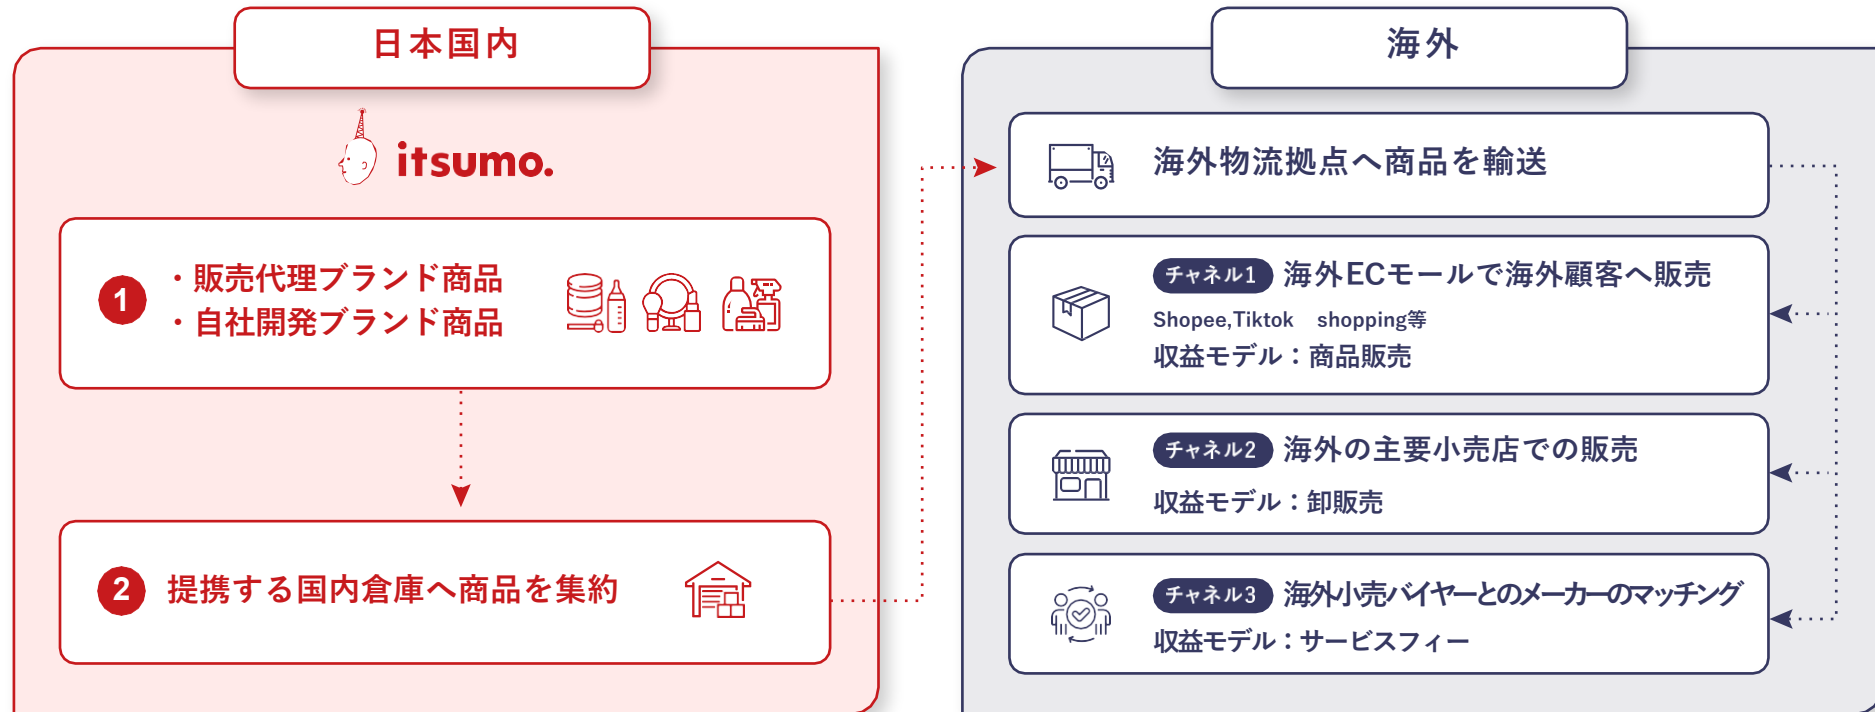 日本国内
itsumo.
1
・販売代理ブランド商品
・自社開発ブランド商品
2 提携する国内倉庫へ商品を集約
海外
海外物流拠点へ商品を輸送
チャネル1 海外ECモールで海外顧客へ販売
Shopee,Tiktok　shopping等
収益モデル：商品販売
チャネル2 海外の主要小売店での販売
収益モデル：卸販売
チャネル3 海外小売バイヤーとのメーカーのマッチング
収益モデル：サービスフィー